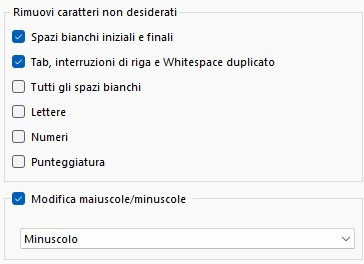 Rimuovi caratteri non desiderati
Spazi bianchi iniziali e finali
Tab, interruzioni di riga e Whitespace duplicato
Tutti gli spazi bianchi
Lettere
Numeri
Punteggiatura
Modifica maiuscole/minuscole
Minuscolo